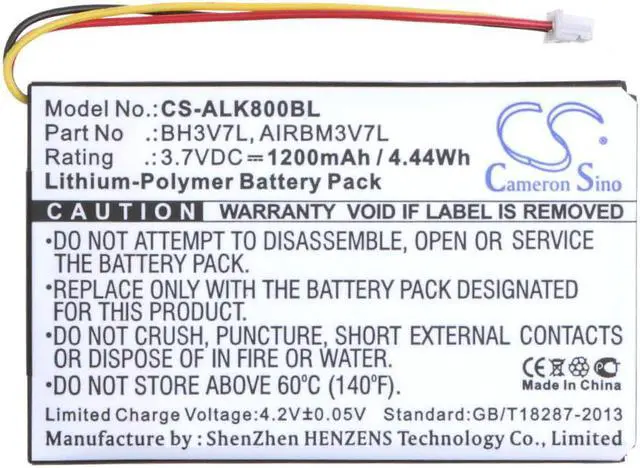 Model No.: CS-ALK800BL
Part No :BH3V7L, AIRBM3V7L
Rating :3.7VDC⎓1200mAh / 4.44Wh
Lithium-Polymer Battery Pack
CS
Cameron Sino
CAUTION WARRANTY VOID IF LABEL IS REMOVED
•DO NOT ATTEMPT TO DISASSEMBLE, OPEN OR SERVICE
THE BATTERY PACK.
•REPLACE ONLY WITH A BATTERY PACK DESIGNATED
FOR THIS PRODUCT.
•DO NOT CRUSH, PUNCTURE, SHORT EXTERNAL CONTACTS
OR DISPOSE OF IN FIRE OR WATER.
•DO NOT STORE ABOVE 60℃ (140℉).
CE
Made In China
Limited Charge Voltage:4.2V±0.05V Standard:GB/T18287-2013
Manufacture by: ShenZhen HENZENS Technology Co., Ltd.